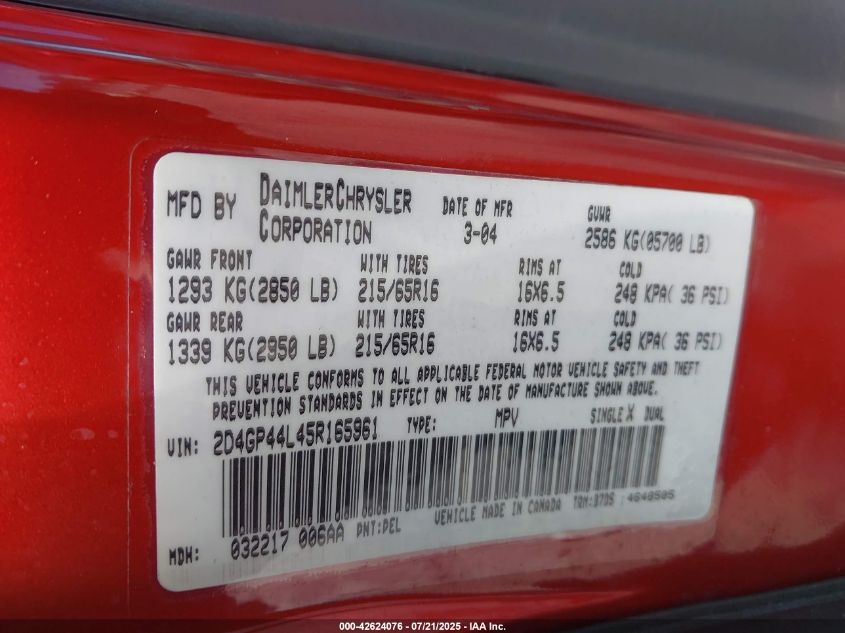 MFD BY DAIMLERCHRYSLER CORPORATION DATE OF MFR 3-04 GVWR 2586 KG(05700 LB)
GAWR FRONT WITH TIRES RIMS AT COLD
1293 KG(2850 LB) 215/65R16 16X6.5 248 KPA( 36 PSI)
GAWR REAR WITH TIRES RIMS AT COLD
1339 KG(2950 LB) 215/65R16 16X6.5 248 KPA( 36 PSI)
THIS VEHICLE CONFORMS TO ALL APPLICABLE FEDERAL MOTOR VEHICLE SAFETY AND THEFT
PREVENTION STANDARDS IN EFFECT ON THE DATE OF MANUFACTURE SHOWN ABOVE.
VIN: 2D4GP44L45R165961 TYPE: MPV SINGLE X DUAL
MDH: 032217 006AA PNT:PEL VEHICLE MADE IN CANADA TRM:D7DS : 4648505
000-42624076 - 07/21/2025 - IAA Inc.